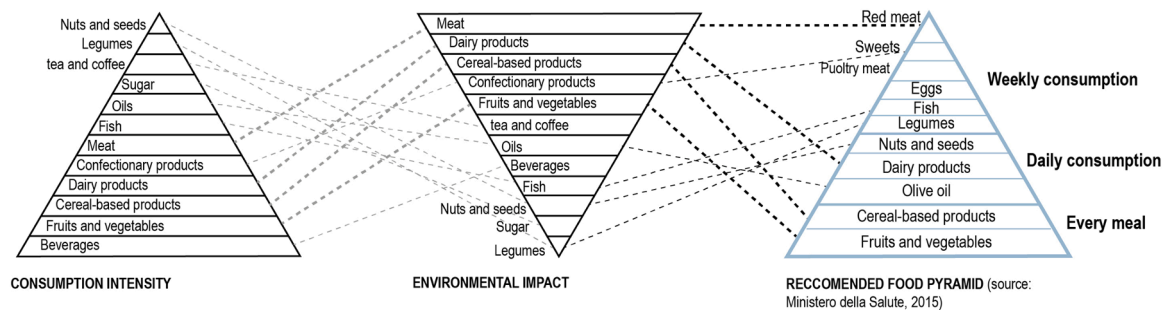 Nuts and seeds
Legumes
tea and coffee
Sugar
Oils
Fish
Meat
Confectionary products
Dairy products
Cereal-based products
Fruits and vegetables
Beverages
CONSUMPTION INTENSITY
Meat
Dairy products
Cereal-based products
Confectionary products
Fruits and vegetables
tea and coffee
Oils
Beverages
Fish
Nuts and seeds
Sugar
Legumes
ENVIRONMENTAL IMPACT
Red meat
Sweets
Puoltry meat
Eggs
Fish
Legumes
Nuts and seeds
Dairy products
Olive oil
Cereal-based products
Fruits and vegetables
Weekly consumption
Daily consumption
Every meal
RECCOMENDED FOOD PYRAMID (source:
Ministero della Salute, 2015)